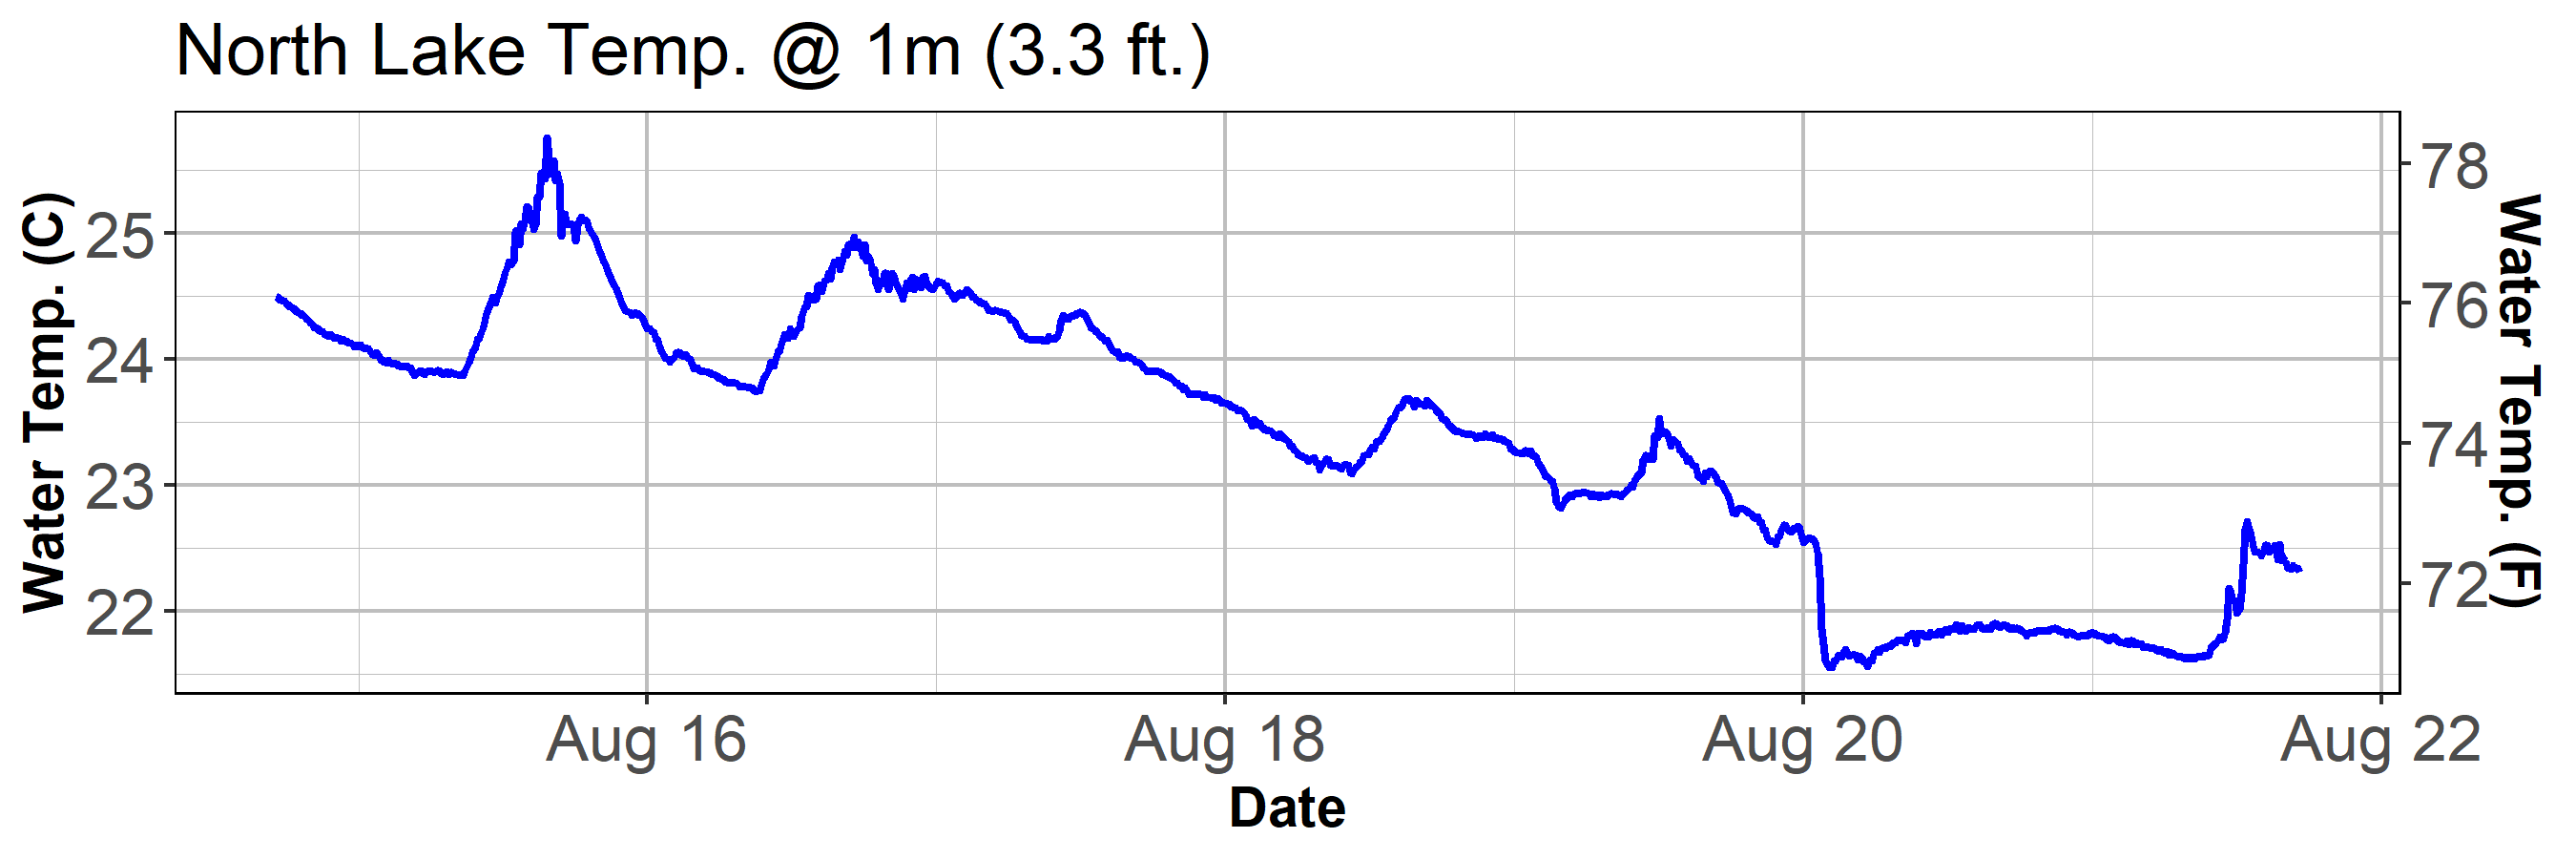 North Lake Temp. @ 1m (3.3 ft.)
Water Temp. (C)
25
24
23
22
78
76
74
72
Water Temp. (F)
Aug 16
Aug 18
Aug 20
Aug 22
Date